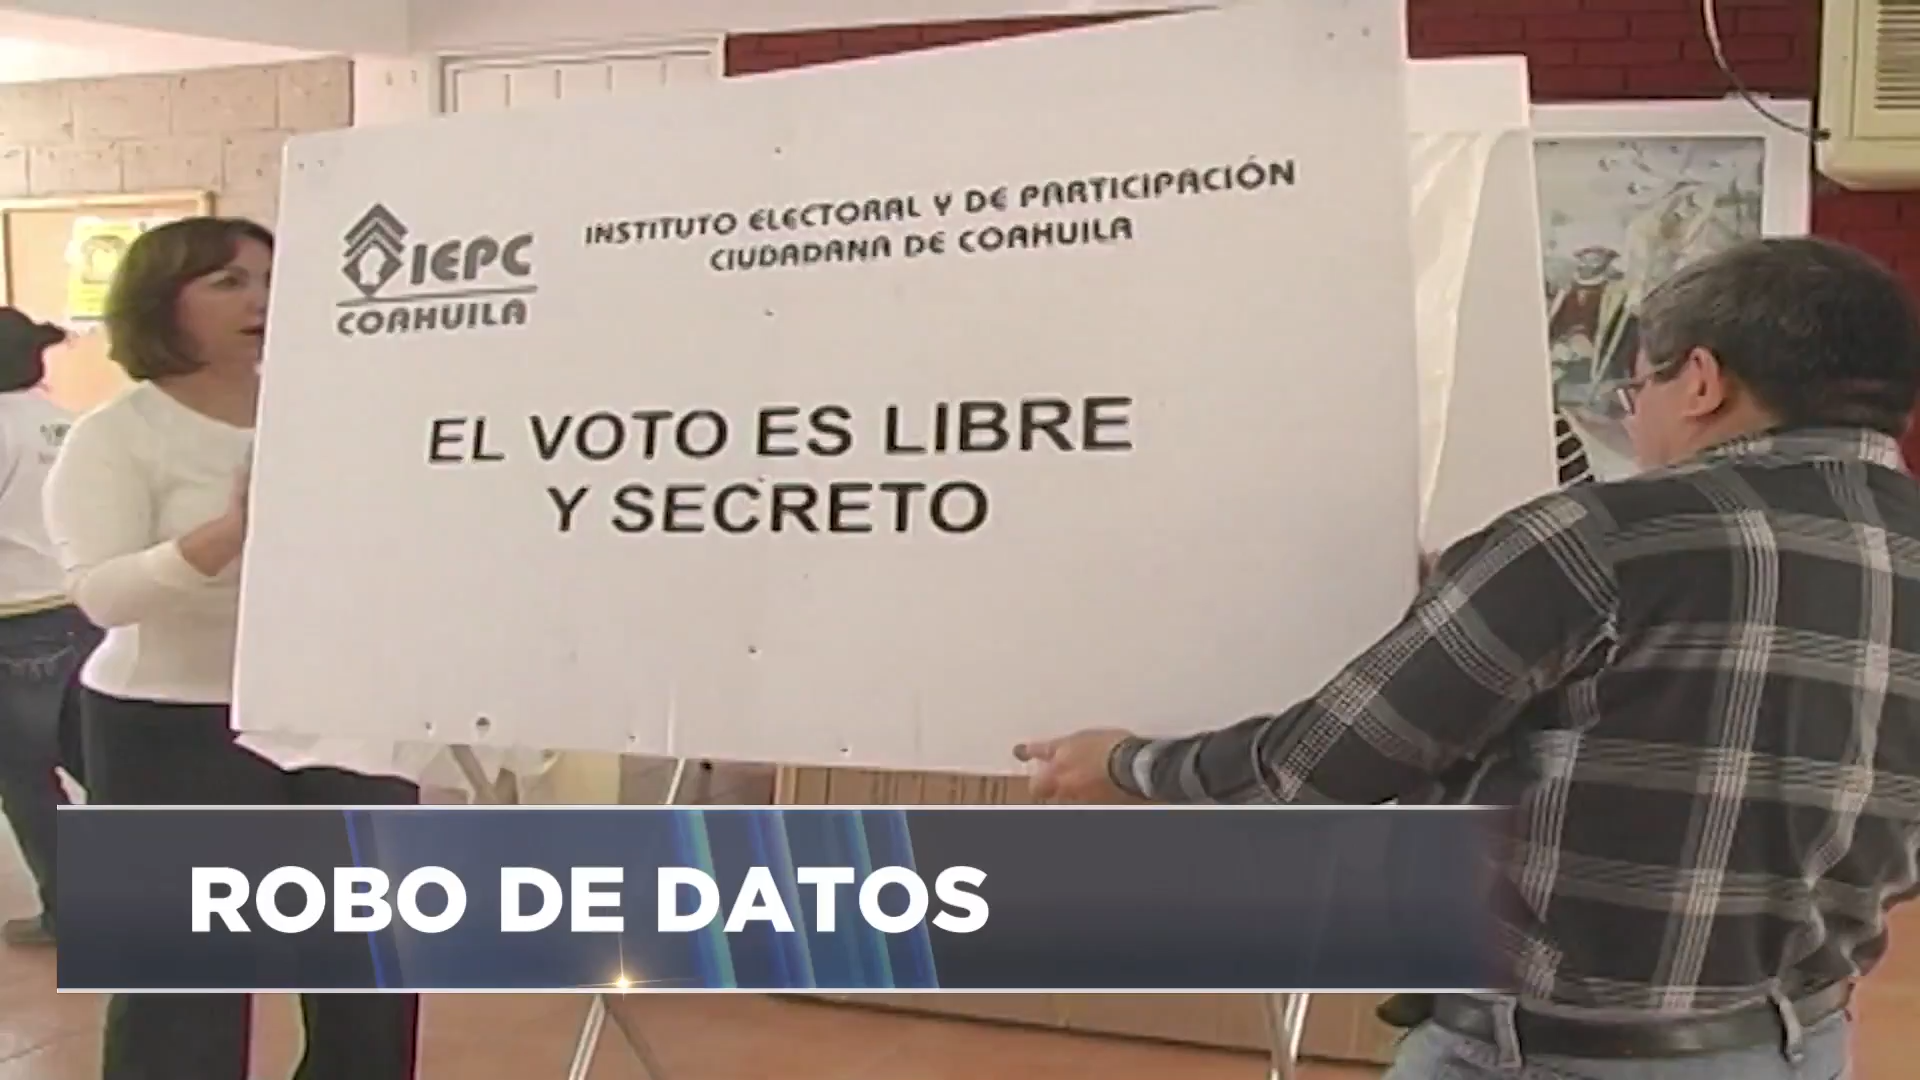 IEPC
COAHUILA
INSTITUTO ELECTORAL Y DE PARTICIPACIÓN
CIUDADANA DE COAHUILA
EL VOTO ES LIBRE
Y SECRETO
ROBO DE DATOS